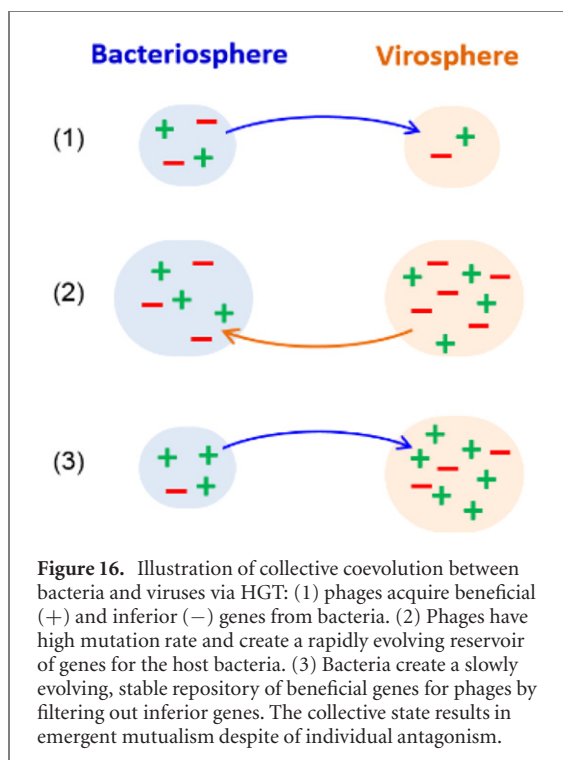 Bacteriosphere Virosphere
(1)
(2)
(3)
Figure 16. Illustration of collective coevolution between
bacteria and viruses via HGT: (1) phages acquire beneficial
(+) and inferior (−) genes from bacteria. (2) Phages have
high mutation rate and create a rapidly evolving reservoir
of genes for the host bacteria. (3) Bacteria create a slowly
evolving, stable repository of beneficial genes for phages by
filtering out inferior genes. The collective state results in
emergent mutualism despite of individual antagonism.